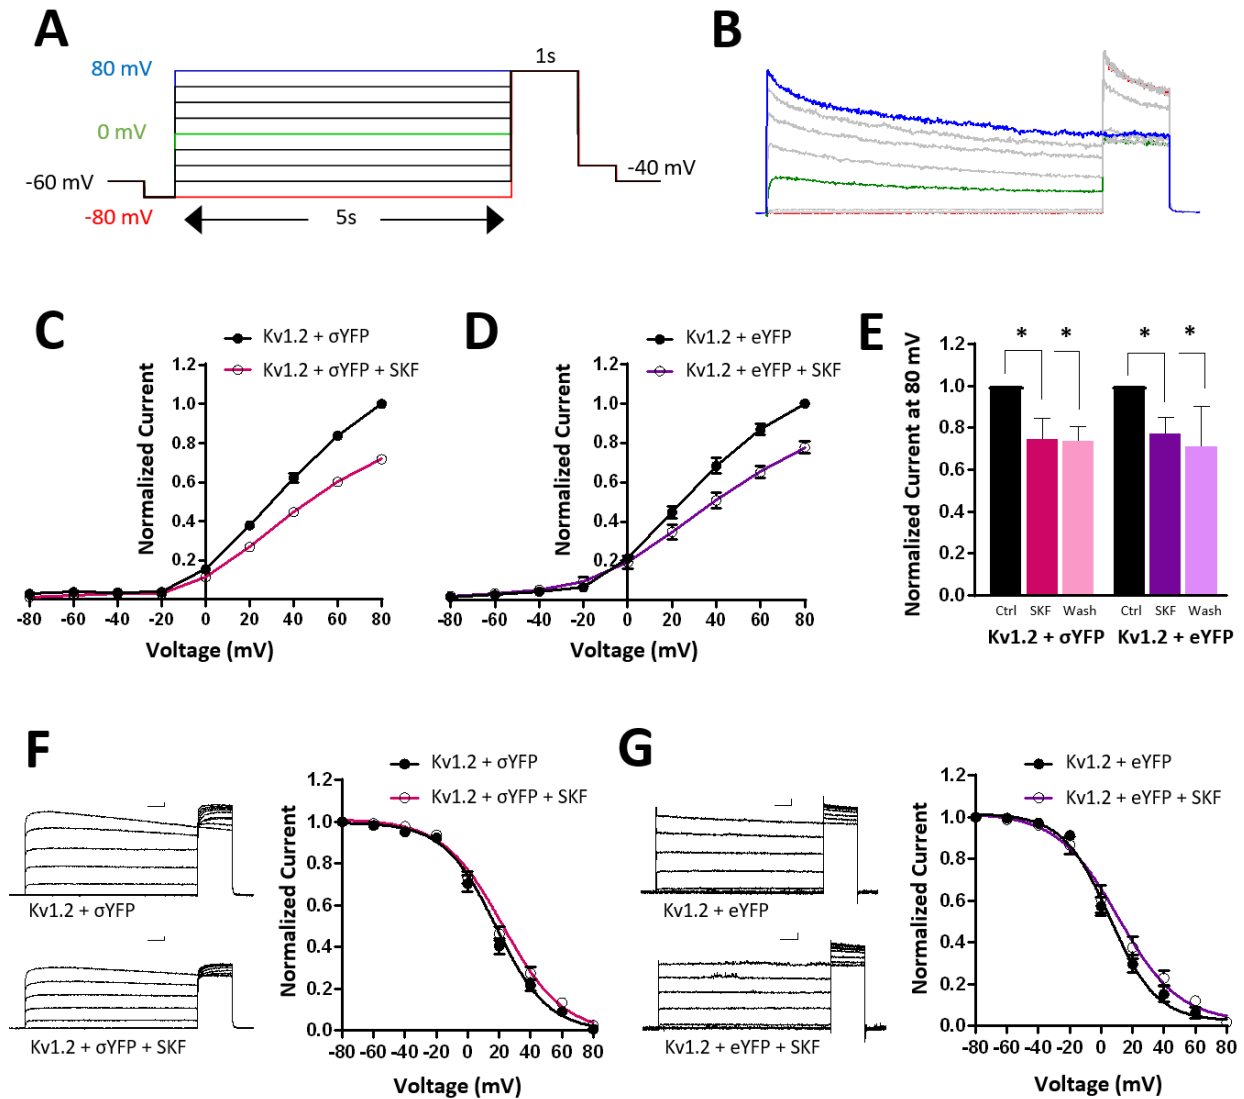 A
80 mV
0 mV
-60 mV
-80 mV
5s
1s
-40 mV
B
C
Kv1.2 + σYFP
Kv1.2 + σYFP + SKF
Normalized Current
1.2
1.0
0.8
0.6
0.4
0.2
-80 -60 -40 -20 0 20 40 60 80
Voltage (mV)
D
Kv1.2 + eYFP
Kv1.2 + eYFP + SKF
Normalized Current
1.2
1.0
0.8
0.6
0.4
0.2
-80 -60 -40 -20 0 20 40 60 80
Voltage (mV)
E
Normalized Current at 80 mV
1.2
1.0
0.8
0.6
0.4
0.2
0.0
* * * *
Ctrl SKF Wash Ctrl SKF Wash
Kv1.2 + σYFP Kv1.2 + eYFP
F
Kv1.2 + σYFP
Kv1.2 + σYFP + SKF
Kv1.2 + σYFP
Kv1.2 + σYFP + SKF
Normalized Current
1.2
1.0
0.8
0.6
0.4
0.2
0.0
-80 -60 -40 -20 0 20 40 60 80
Voltage (mV)
G
Kv1.2 + eYFP
Kv1.2 + eYFP + SKF
Kv1.2 + eYFP
Kv1.2 + eYFP + SKF
Normalized Current
1.2
1.0
0.8
0.6
0.4
0.2
0.0
-80 -60 -40 -20 0 20 40 60 80
Voltage (mV)